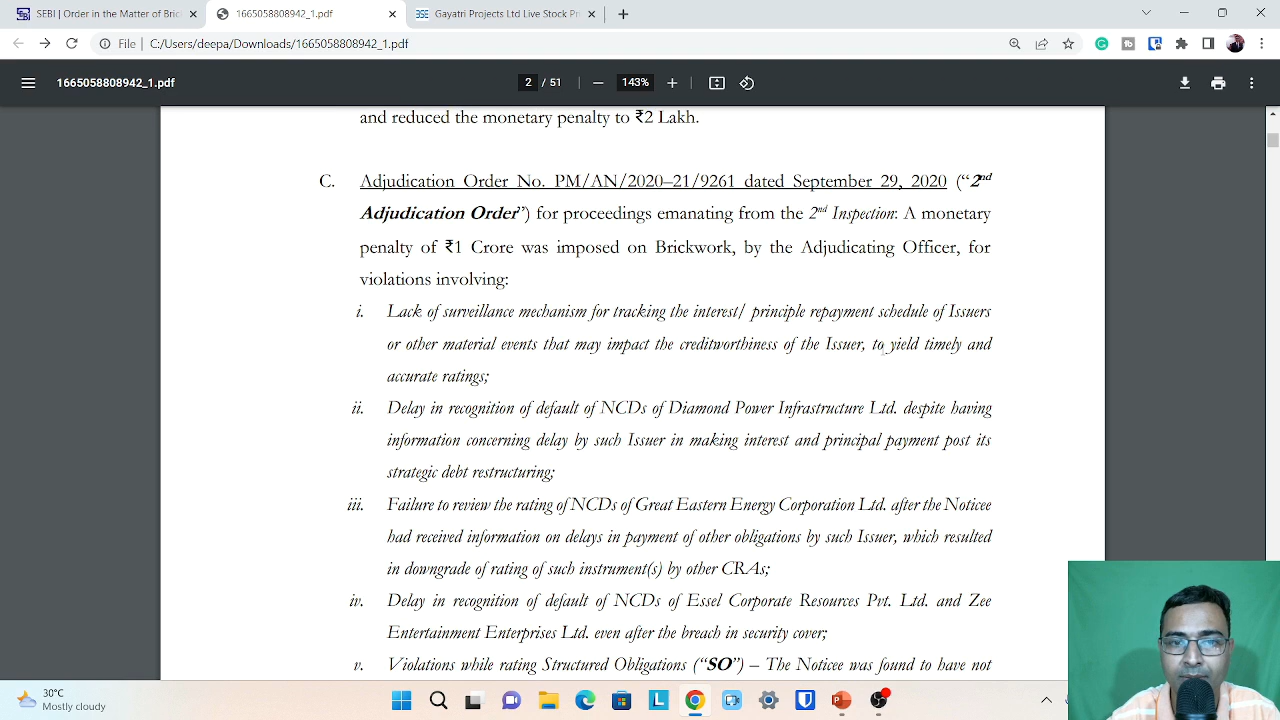 SEBI | Order in the Matter of Bric
1665058808942_1.pdf
Gayatri Projects Ltd Live Stock Pr
File | C:/Users/deepa/Downloads/1665058808942_1.pdf
1665058808942_1.pdf
2 / 51
143%
and reduced the monetary penalty to ₹2 Lakh.
C. Adjudication Order No. PM/AN/2020–21/9261 dated September 29, 2020 (“2nd
Adjudication Order”) for proceedings emanating from the 2nd Inspection: A monetary
penalty of ₹1 Crore was imposed on Brickwork, by the Adjudicating Officer, for
violations involving:
i. Lack of surveillance mechanism for tracking the interest/ principle repayment schedule of Issuers
or other material events that may impact the creditworthiness of the Issuer, to yield timely and
accurate ratings;
ii. Delay in recognition of default of NCDs of Diamond Power Infrastructure Ltd. despite having
information concerning delay by such Issuer in making interest and principal payment post its
strategic debt restructuring;
iii. Failure to review the rating of NCDs of Great Eastern Energy Corporation Ltd. after the Noticee
had received information on delays in payment of other obligations by such Issuer, which resulted
in downgrade of rating of such instrument(s) by other CRAs;
iv. Delay in recognition of default of NCDs of Essel Corporate Resources Pvt. Ltd. and Zee
Entertainment Enterprises Ltd. even after the breach in security cover;
v. Violations while rating Structured Obligations (“SO”) – The Noticee was found to have not
30°C
Mostly cloudy